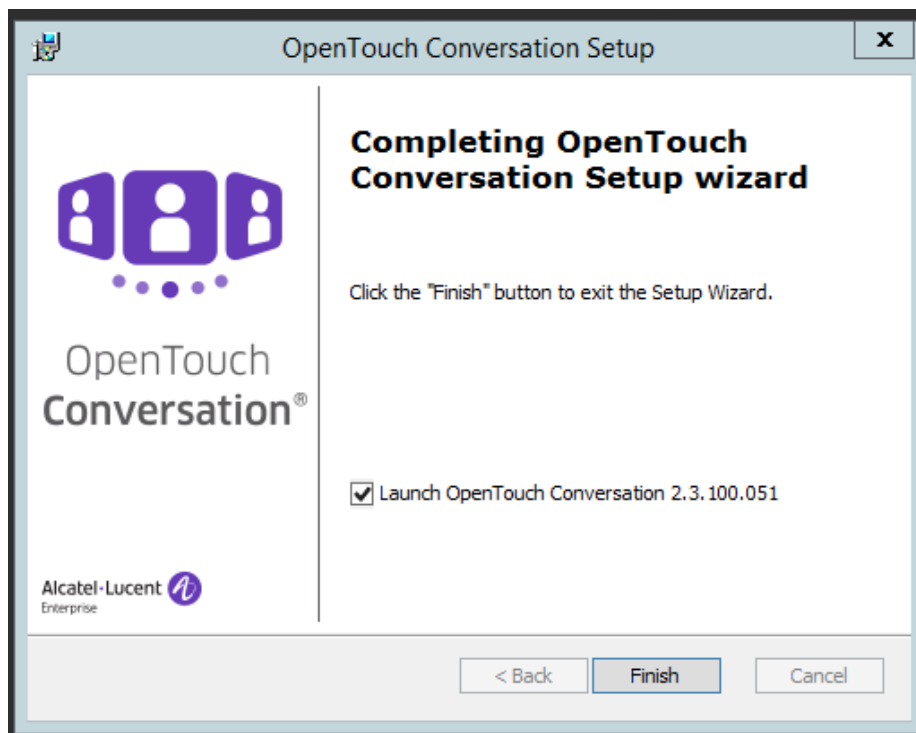 OpenTouch Conversation Setup
x
Completing OpenTouch
Conversation Setup wizard
Click the "Finish" button to exit the Setup Wizard.
OpenTouch
Conversation®
Launch OpenTouch Conversation 2.3.100.051
Alcatel·Lucent
Enterprise
< Back
Finish
Cancel